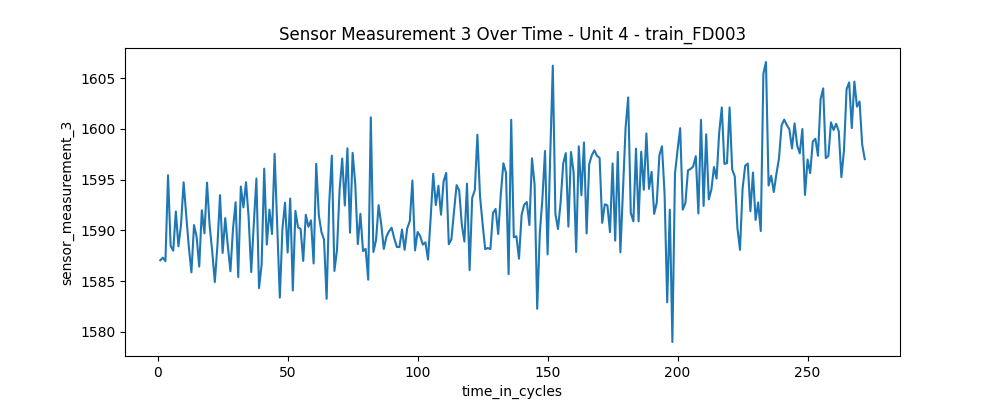 Sensor Measurement 3 Over Time - Unit 4 - train_FD003
sensor_measurement_3
1605
1600
1595
1590
1585
1580
0 50 100 150 200 250
time_in_cycles